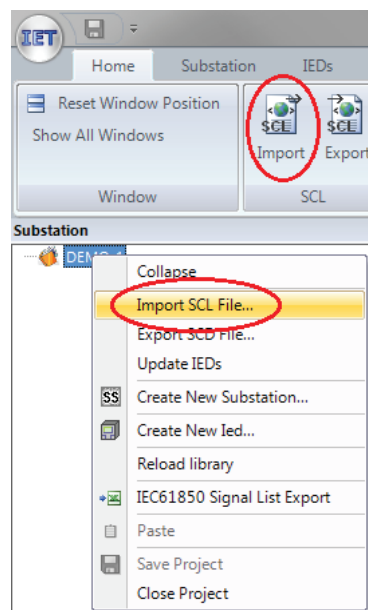 IET
Home Substation IEDs
Reset Window Position
Show All Windows
SCL SCL
Import Export
Window SCL
Substation
DEMO 1
Collapse
Import SCL File...
Export SCD File...
Update IEDs
SS Create New Substation...
Create New Ied...
Reload library
IEC61850 Signal List Export
Paste
Save Project
Close Project